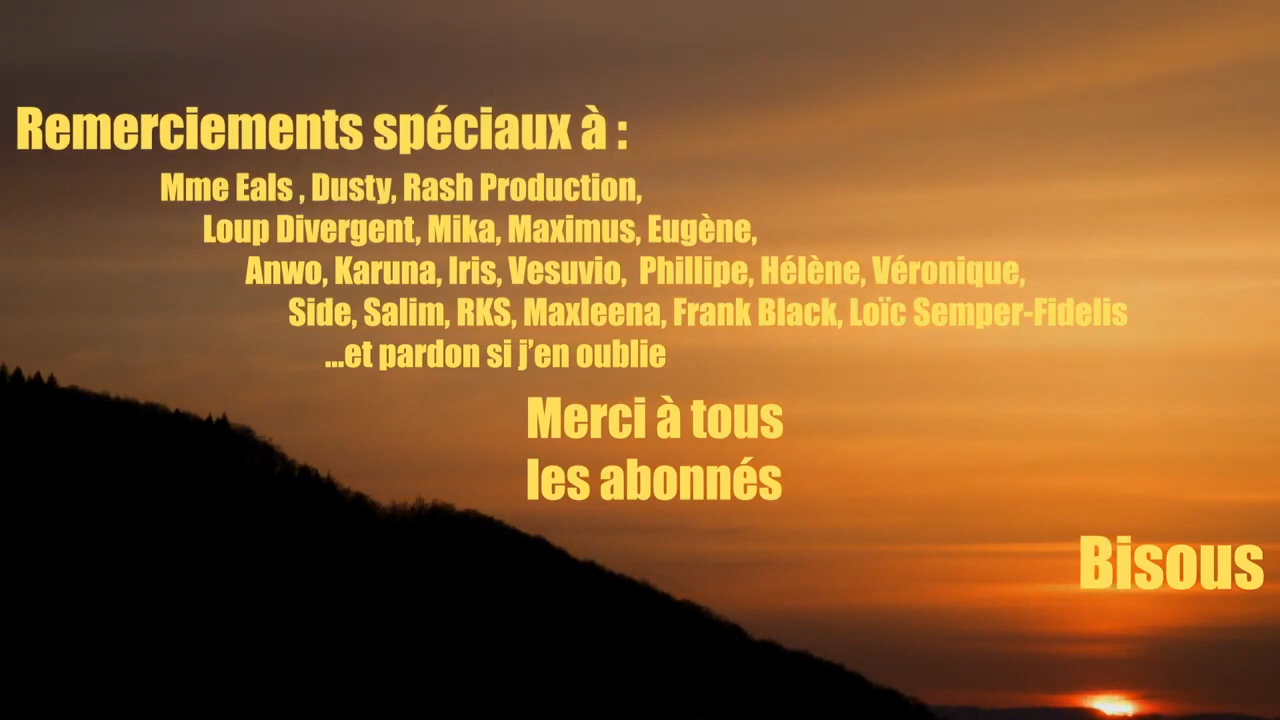 Remerciements spéciaux à :
Mme Eals , Dusty, Rash Production,
Loup Divergent, Mika, Maximus, Eugène,
Anwo, Karuna, Iris, Vesuvio,  Phillipe, Hélène, Véronique,
Side, Salim, RKS, Maxleena, Frank Black, Loïc Semper-Fidelis
...et pardon si j’en oublie
Merci à tous
les abonnés
Bisous